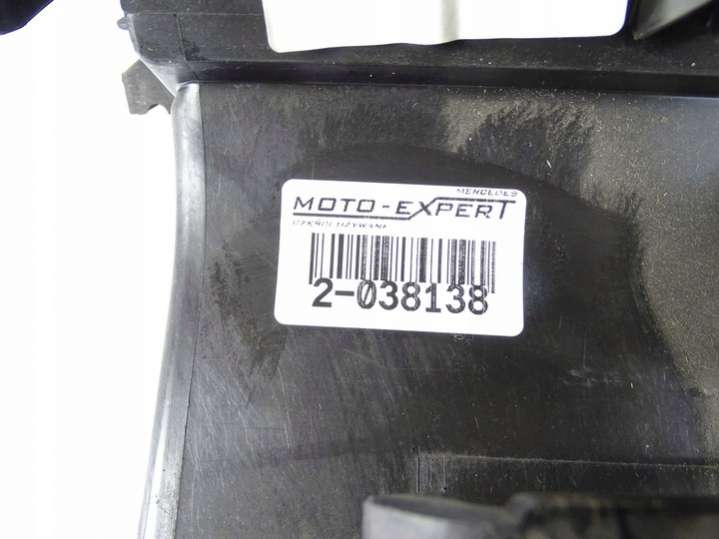 MERCEDES
MOTO-EXPERT
CZĘŚCI UŻYWANE
2-038138